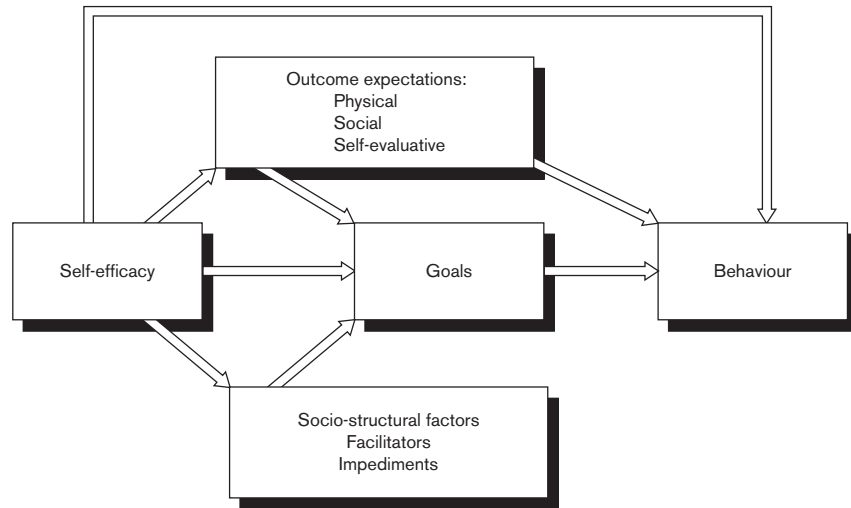 Outcome expectations:
Physical
Social
Self-evaluative
Self-efficacy
Goals
Behaviour
Socio-structural factors
Facilitators
Impediments